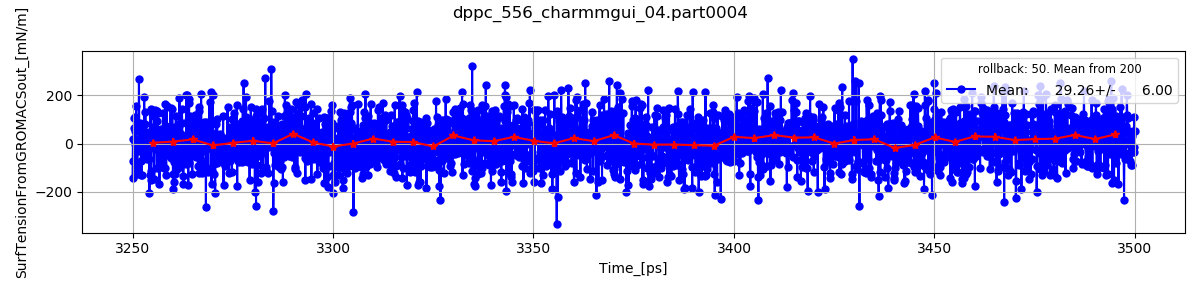 dppc_556_charmmgui_04.part0004
SurfTensionFromGROMACSout_[mN/m]
200
0
−200
rollback: 50. Mean from 200
Mean: 29.26+/- 6.00
3250 3300 3350 3400 3450 3500
Time_[ps]